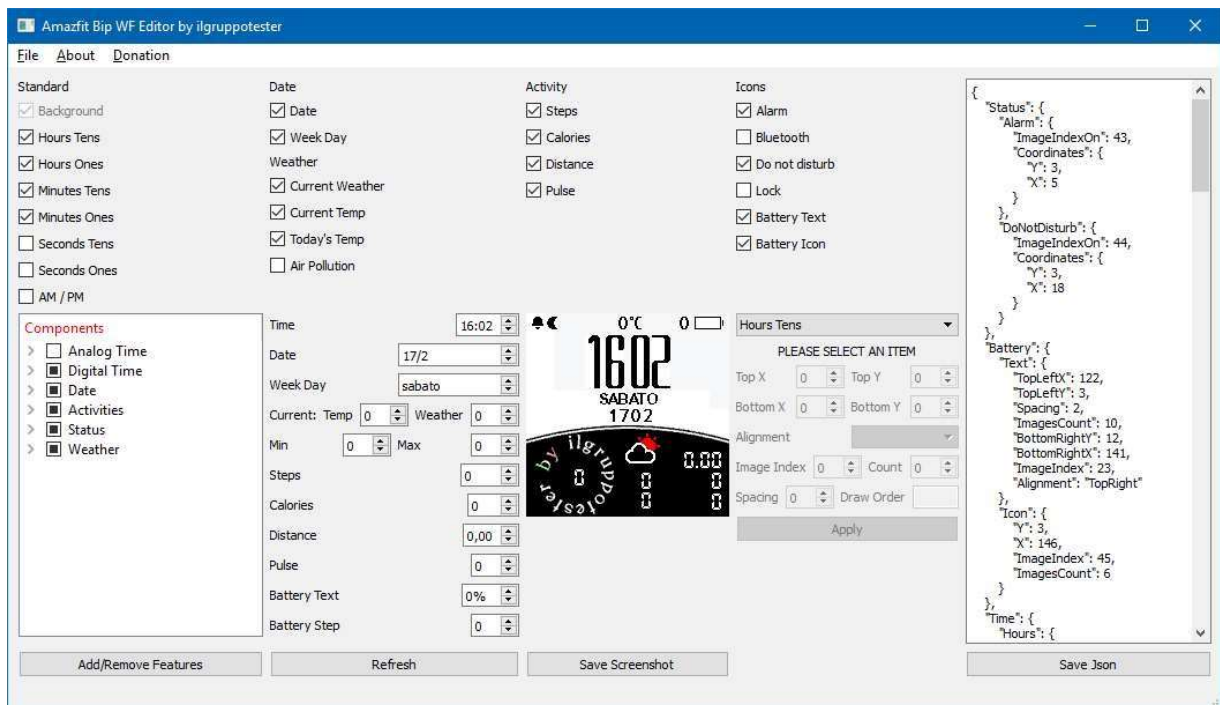 Amazfit Bip WF Editor by ilgruppotester
File About Donation
Standard
Background
Hours Tens
Hours Ones
Minutes Tens
Minutes Ones
Seconds Tens
Seconds Ones
AM / PM
Date
Date
Week Day
Weather
Current Weather
Current Temp
Today's Temp
Air Pollution
Activity
Steps
Calories
Distance
Pulse
Icons
Alarm
Bluetooth
Do not disturb
Lock
Battery Text
Battery Icon
Components
Analog Time
Digital Time
Date
Activities
Status
Weather
Time 16:02
Date 17/2
Week Day sabato
Current: Temp 0 Weather 0
Min 0 Max 0
Steps 0
Calories 0
Distance 0,00
Pulse 0
Battery Text 0%
Battery Step 0
0°C 0
1602
SABATO
1702
by ilgruppotester
0
0
0
0.00
0
0
Hours Tens
PLEASE SELECT AN ITEM
Top X 0 Top Y 0
Bottom X 0 Bottom Y 0
Alignment
Image Index 0 Count 0
Spacing 0 Draw Order
Apply
{
"Status": {
"Alarm": {
"ImageIndexOn": 43,
"Coordinates": {
"Y": 3,
"X": 5
}
},
"DoNotDisturb": {
"ImageIndexOn": 44,
"Coordinates": {
"Y": 3,
"X": 18
}
}
},
"Battery": {
"Text": {
"TopLeftX": 122,
"TopLeftY": 3,
"Spacing": 2,
"ImagesCount": 10,
"BottomRightY": 12,
"BottomRightX": 141,
"ImageIndex": 23,
"Alignment": "TopRight"
},
"Icon": {
"Y": 3,
"X": 146,
"ImageIndex": 45,
"ImagesCount": 6
}
},
"Time": {
"Hours": {
Add/Remove Features
Refresh
Save Screenshot
Save Json